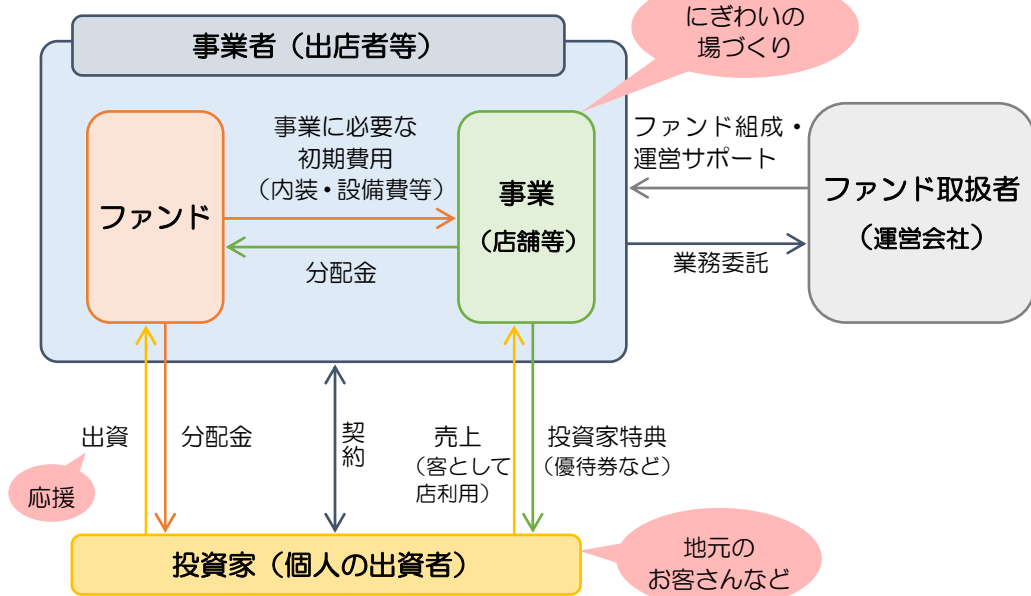 にぎわいの
場づくり
事業者（出店者等）
事業に必要な
初期費用
（内装・設備費等）
ファンド
事業
（店舗等）
分配金
ファンド組成・
運営サポート
ファンド取扱者
（運営会社）
業務委託
出資
分配金
契約
売上
（客として
店利用）
投資家特典
（優待券など）
応援
投資家（個人の出資者）
地元の
お客さんなど